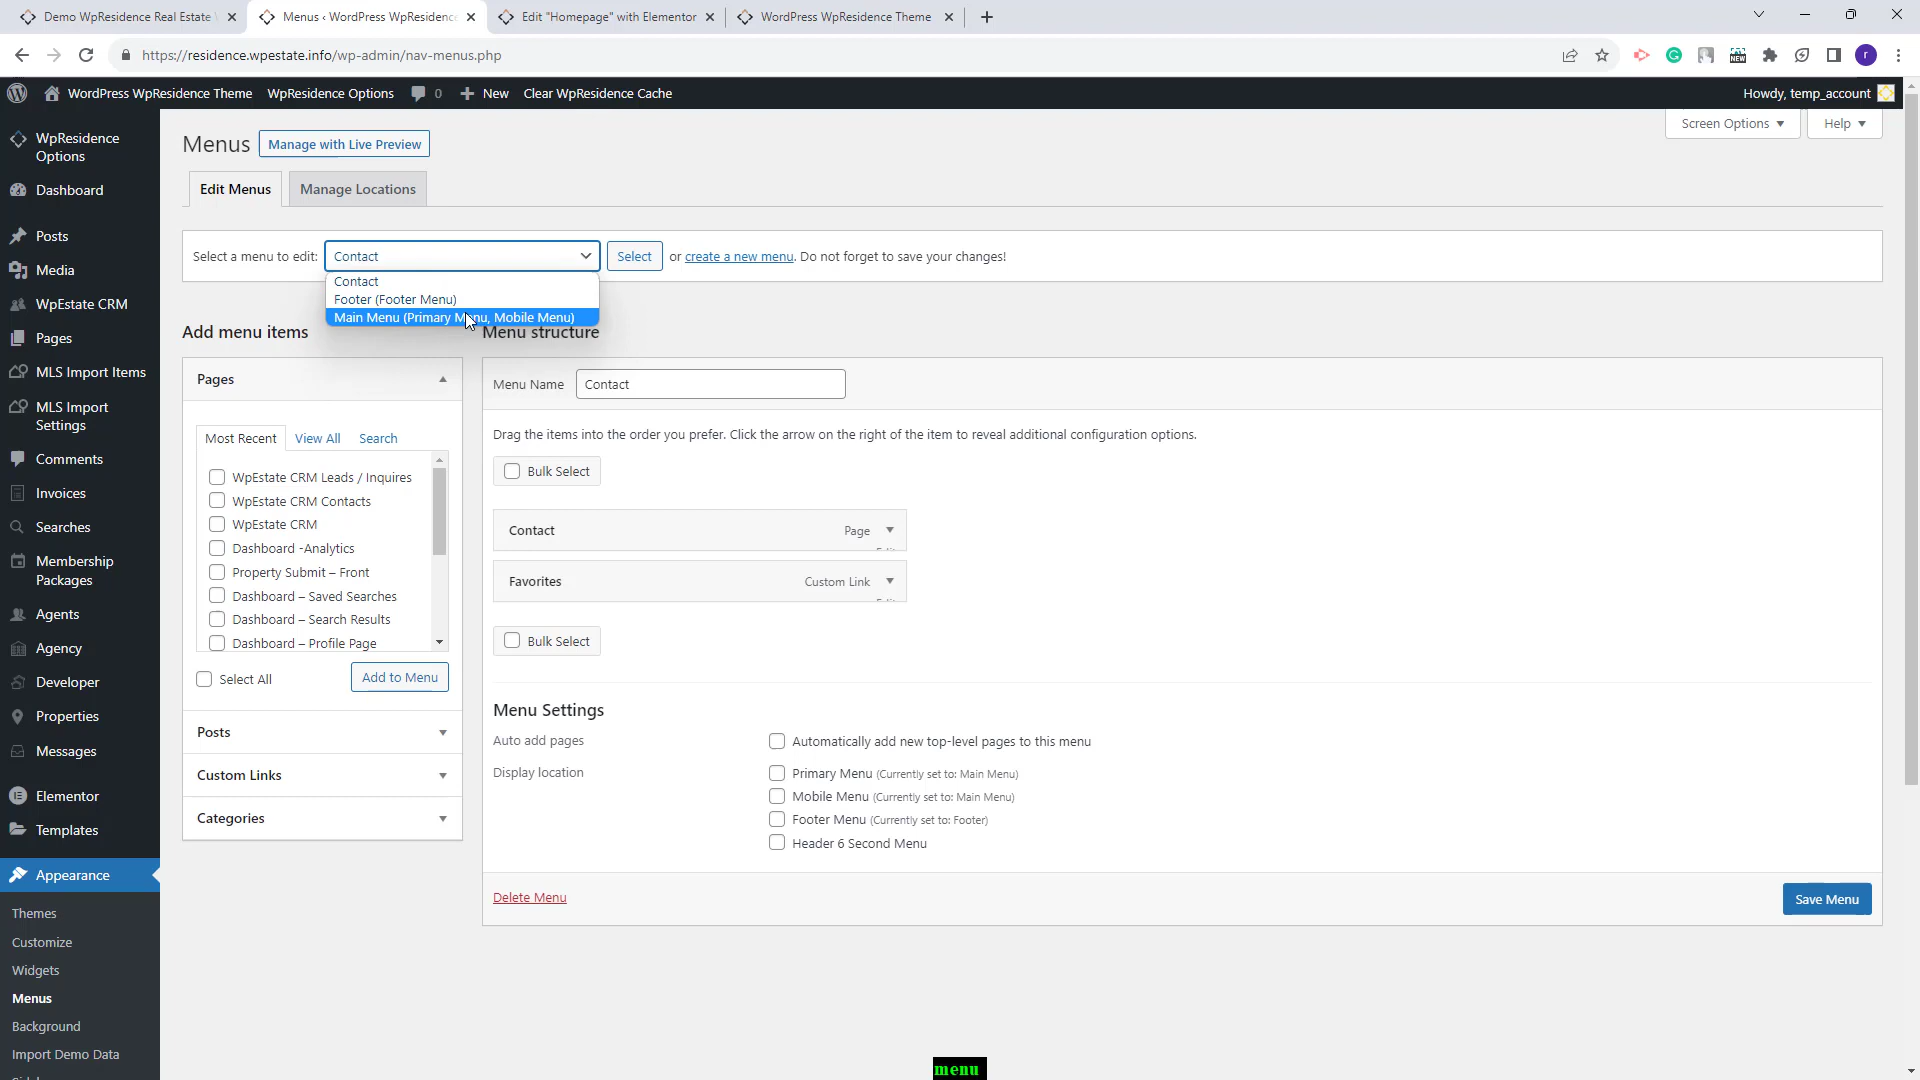 Demo WpResidence Real Estate
Menus ‹ WordPress WpResidence
Edit "Homepage" with Elementor
WordPress WpResidence Theme
https://residence.wpestate.info/wp-admin/nav-menus.php
WordPress WpResidence Theme
WpResidence Options
0
New
Clear WpResidence Cache
Howdy, temp_account
WpResidence
Options
Dashboard
Posts
Media
WpEstate CRM
Pages
MLS Import Items
MLS Import
Settings
Comments
Invoices
Searches
Membership
Packages
Agents
Agency
Developer
Properties
Messages
Elementor
Templates
Appearance
Themes
Customize
Widgets
Menus
Background
Import Demo Data
Menus
Manage with Live Preview
Screen Options
Help
Edit Menus
Manage Locations
Select a menu to edit:
Contact
Select
or create a new menu. Do not forget to save your changes!
Contact
Footer (Footer Menu)
Main Menu (Primary Menu, Mobile Menu)
Add menu items
Pages
Most Recent
View All
Search
WpEstate CRM Leads / Inquires
WpEstate CRM Contacts
WpEstate CRM
Dashboard -Analytics
Property Submit – Front
Dashboard – Saved Searches
Dashboard – Search Results
Dashboard – Profile Page
Select All
Add to Menu
Posts
Custom Links
Categories
Menu structure
Menu Name
Contact
Drag the items into the order you prefer. Click the arrow on the right of the item to reveal additional configuration options.
Bulk Select
Contact
Page
Favorites
Custom Link
Bulk Select
Menu Settings
Auto add pages
Automatically add new top-level pages to this menu
Display location
Primary Menu (Currently set to: Main Menu)
Mobile Menu (Currently set to: Main Menu)
Footer Menu (Currently set to: Footer)
Header 6 Second Menu
Delete Menu
Save Menu
menu